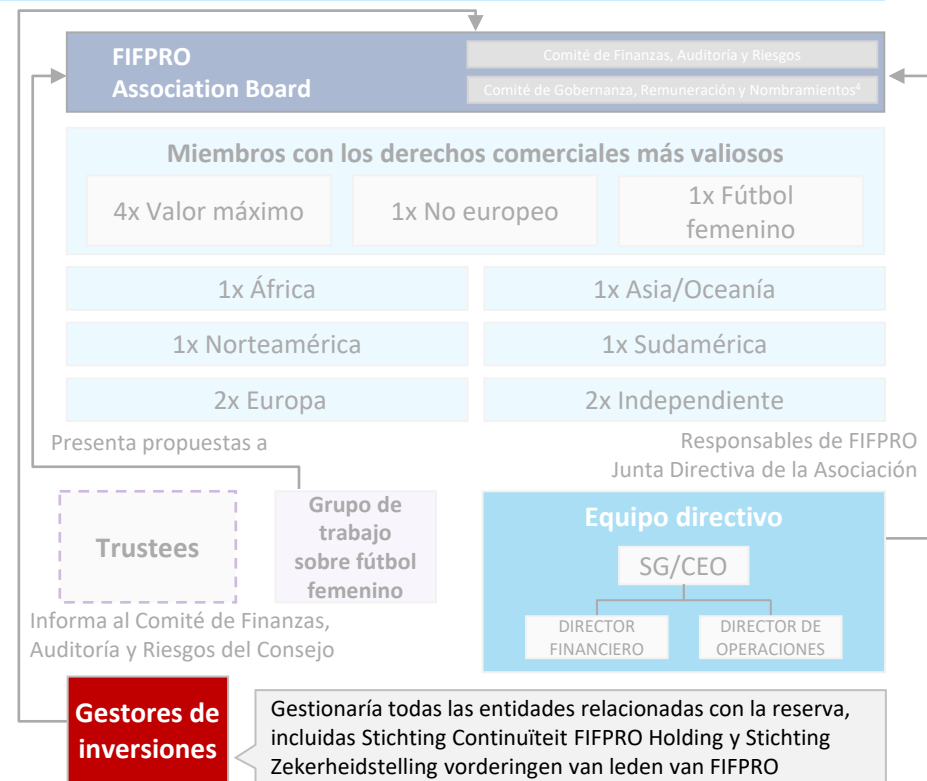 FIFPRO
Association Board
Comité de Finanzas, Auditoría y Riesgos
Comité de Gobernanza, Remuneración y Nombramientos⁴
Miembros con los derechos comerciales más valiosos
4x Valor máximo
1x No europeo
1x Fútbol
femenino
1x África
1x Asia/Oceanía
1x Norteamérica
1x Sudamérica
2x Europa
2x Independiente
Presenta propuestas a
Responsables de FIFPRO
Junta Directiva de la Asociación
Trustees
Grupo de
trabajo
sobre fútbol
femenino
Equipo directivo
SG/CEO
DIRECTOR
FINANCIERO
DIRECTOR DE
OPERACIONES
Informa al Comité de Finanzas,
Auditoría y Riesgos del Consejo
Gestores de
inversiones
Gestionaría todas las entidades relacionadas con la reserva,
incluidas Stichting Continuïteit FIFPRO Holding y Stichting
Zekerheidstelling vorderingen van leden van FIFPRO